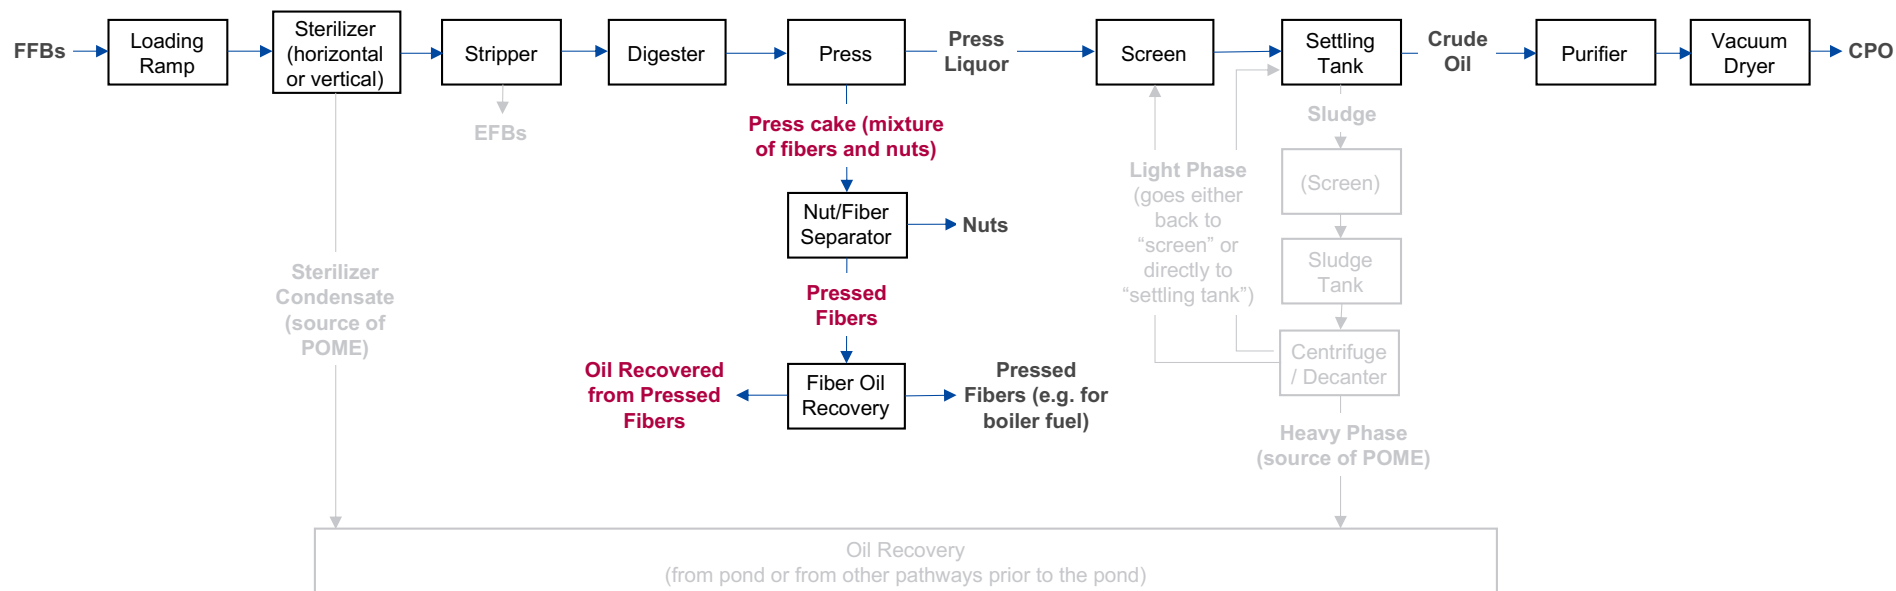 FFBs
Loading
Ramp
Sterilizer
(horizontal
or vertical)
Stripper
Digester
Press
Press
Liquor
Screen
Settling
Tank
Crude
Oil
Purifier
Vacuum
Dryer
CPO
EFBs
Press cake (mixture
of fibers and nuts)
Sludge
Light Phase
(goes either
back to
“screen” or
directly to
“settling tank”)
(Screen)
Nut/Fiber
Separator
Nuts
Sludge
Tank
Sterilizer
Condensate
(source of
POME)
Pressed
Fibers
Centrifuge
/ Decanter
Oil Recovered
from Pressed
Fibers
Fiber Oil
Recovery
Pressed
Fibers (e.g. for
boiler fuel)
Heavy Phase
(source of POME)
Oil Recovery
(from pond or from other pathways prior to the pond)